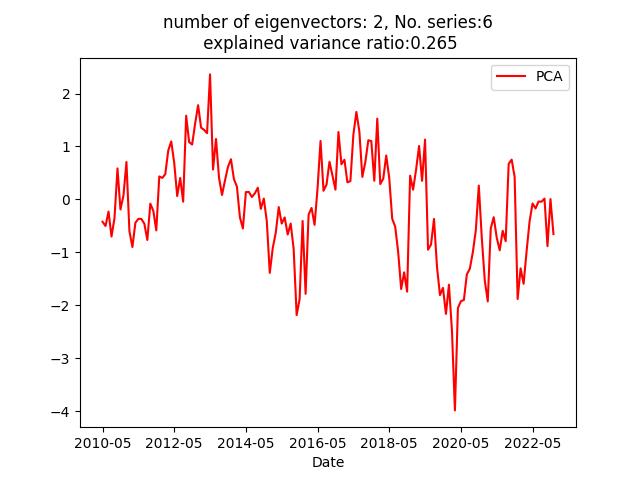 number of eigenvectors: 2, No. series:6
explained variance ratio:0.265
PCA
2
1
0
−1
−2
−3
−4
2010-05 2012-05 2014-05 2016-05 2018-05 2020-05 2022-05
Date